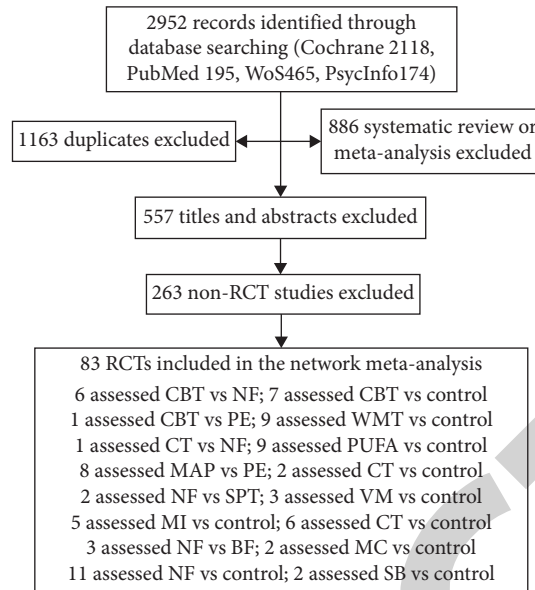 2952 records identified through
database searching (Cochrane 2118,
PubMed 195, WoS465, PsycInfo174)
1163 duplicates excluded
886 systematic review or
meta-analysis excluded
557 titles and abstracts excluded
263 non-RCT studies excluded
83 RCTs included in the network meta-analysis
6 assessed CBT vs NF; 7 assessed CBT vs control
1 assessed CBT vs PE; 9 assessed WMT vs control
1 assessed CT vs NF; 9 assessed PUFA vs control
8 assessed MAP vs PE; 2 assessed CT vs control
2 assessed NF vs SPT; 3 assessed VM vs control
5 assessed MI vs control; 6 assessed CT vs control
3 assessed NF vs BF; 2 assessed MC vs control
11 assessed NF vs control; 2 assessed SB vs control